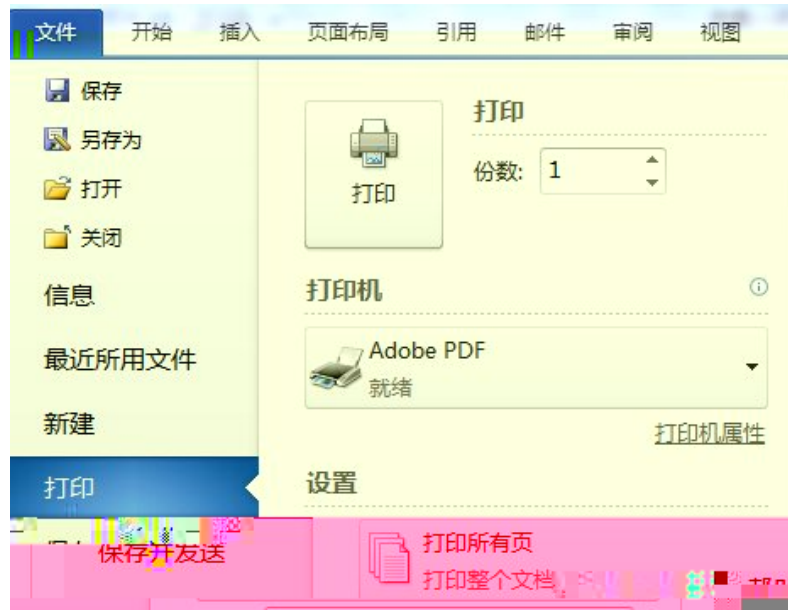 文件 开始 插入 页面布局 引用 邮件 审阅 视图
保存
另存为
打开
关闭
信息
最近所用文件
新建
打印
保存并发送
打印
打印
份数: 1
打印机
Adobe PDF
就绪
打印机属性
设置
打印所有页
打印整个文档